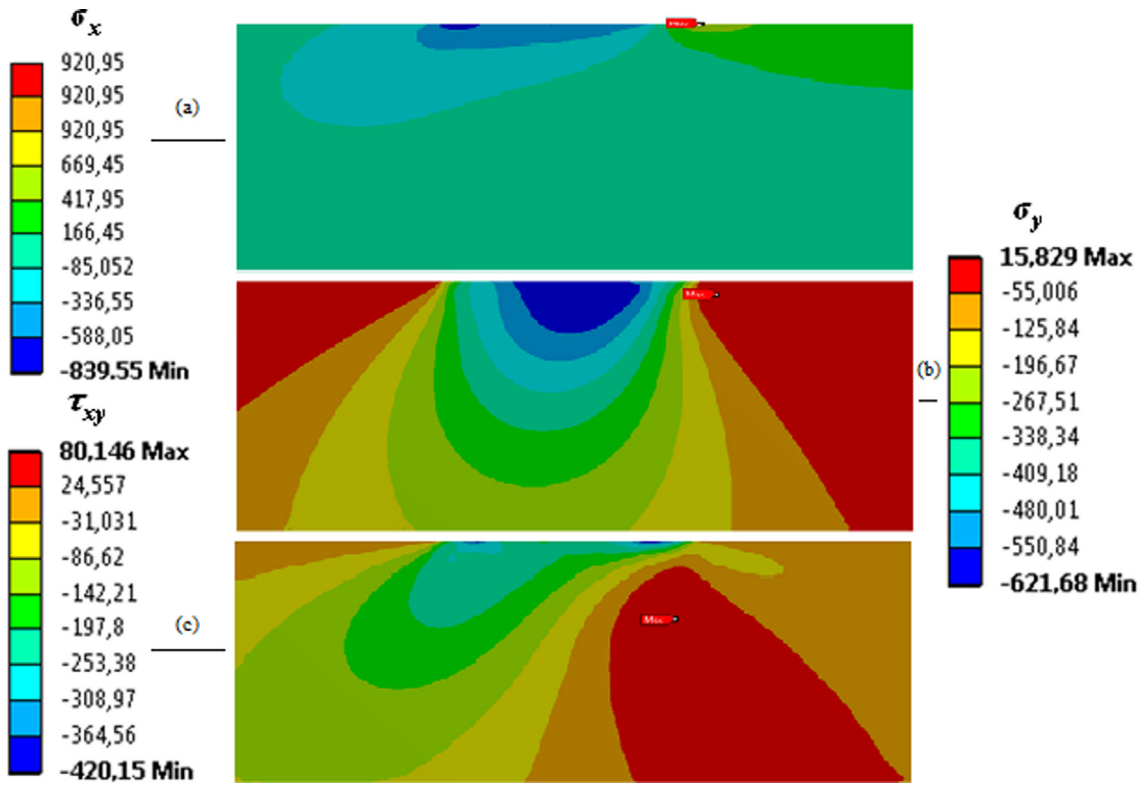 σx
920,95
920,95
920,95
669,45
417,95
166,45
-85,052
-336,55
-588,05
-839.55 Min
(a)
Max
τxy
80,146 Max
24,557
-31,031
-86,62
-142,21
-197,8
-253,38
-308,97
-364,56
-420,15 Min
(c)
Max
Max
σy
15,829 Max
-55,006
-125,84
-196,67
-267,51
-338,34
-409,18
-480,01
-550,84
-621,68 Min
(b)